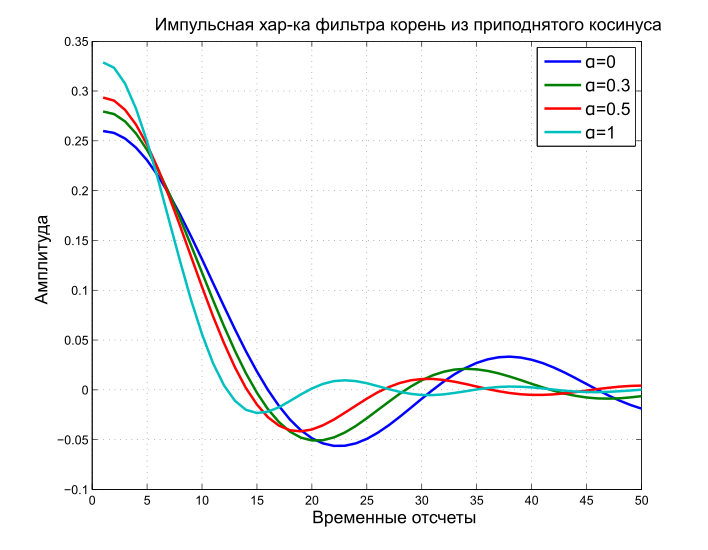 Импульсная хар-ка фильтра корень из приподнятого косинуса
0.35
0.3
0.25
0.2
0.15
0.1
0.05
0
−0.05
−0.1
Амплитуда
0 5 10 15 20 25 30 35 40 45 50
Временные отсчеты
α=0
α=0.3
α=0.5
α=1